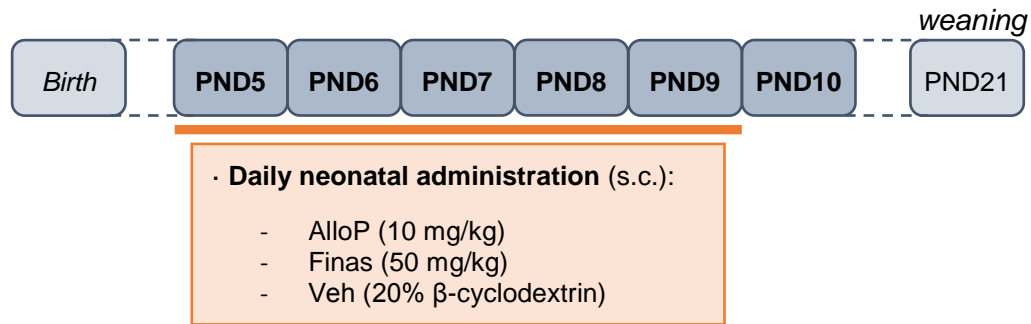 weaning
Birth PND5 PND6 PND7 PND8 PND9 PND10 PND21
· Daily neonatal administration (s.c.):
- AlloP (10 mg/kg)
- Finas (50 mg/kg)
- Veh (20% β-cyclodextrin)